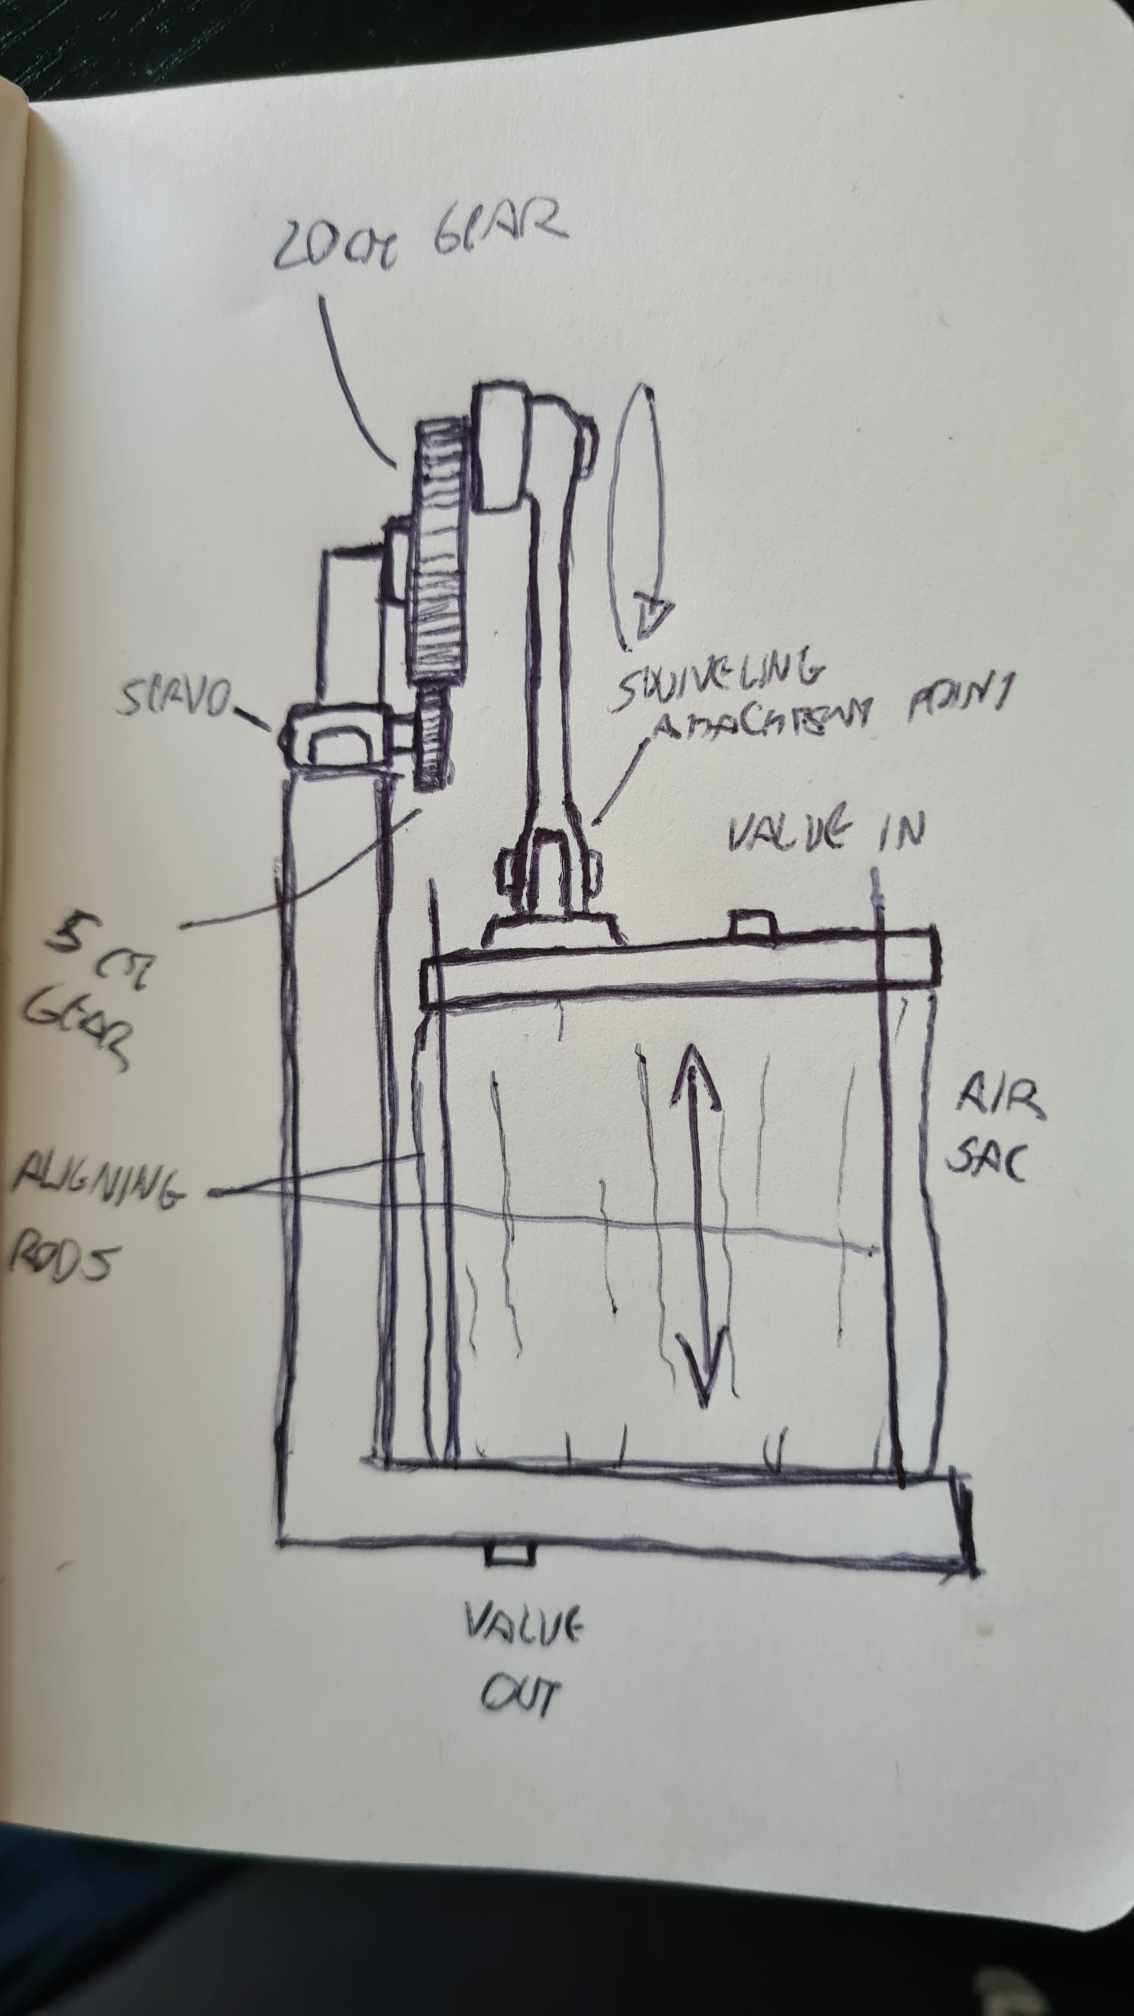 20cm GEAR
SERVO
SWIVELING
ATTACHMENT POINT
VALVE IN
5 cm
GEAR
AIR
SAC
ALIGNING
RODS
VALVE
OUT